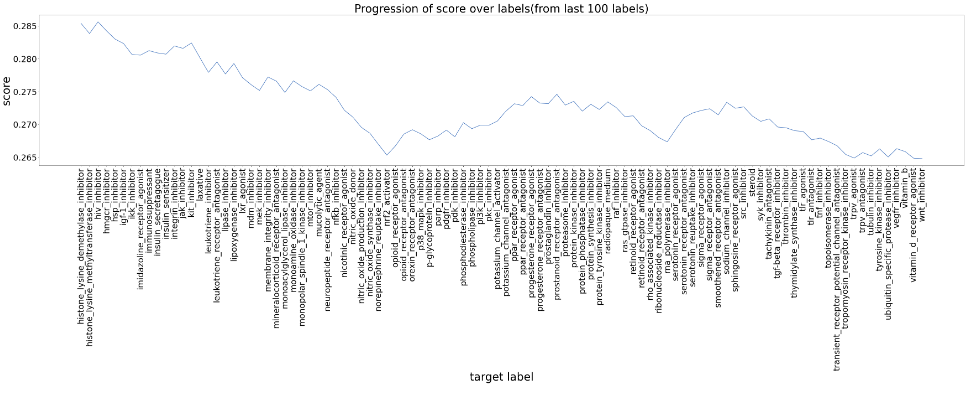 Progression of score over labels(from last 100 labels)
score
0.285
0.280
0.275
0.270
0.265
histone_lysine_demethylase_inhibitor
histone_lysine_methyltransferase_inhibitor
hiv_inhibitor
hmgcr_inhibitor
hsp_inhibitor
igf-1_inhibitor
ikk_inhibitor
imidazoline_receptor_agonist
immunosuppressant
insulin_secretagogue
insulin_sensitizer
integrin_inhibitor
jak_inhibitor
kit_inhibitor
laxative
leukotriene_inhibitor
leukotriene_receptor_antagonist
lipase_inhibitor
lipoxygenase_inhibitor
lxr_agonist
mdm_inhibitor
mek_inhibitor
membrane_integrity_inhibitor
mineralocorticoid_receptor_antagonist
monoacylglycerol_lipase_inhibitor
monoamine_oxidase_inhibitor
monopolar_spindle_1_kinase_inhibitor
mtor_inhibitor
mucolytic_agent
neuropeptide_receptor_antagonist
nfkb_inhibitor
nicotinic_receptor_agonist
nitric_oxide_donor
nitric_oxide_production_inhibitor
nitric_oxide_synthase_inhibitor
norepinephrine_reuptake_inhibitor
nrf2_activator
opioid_receptor_agonist
opioid_receptor_antagonist
orexin_receptor_antagonist
p38_mapk_inhibitor
p-glycoprotein_inhibitor
parp_inhibitor
pdgfr_inhibitor
pdk_inhibitor
phosphodiesterase_inhibitor
phospholipase_inhibitor
pi3k_inhibitor
pkc_inhibitor
potassium_channel_activator
potassium_channel_antagonist
ppar_receptor_agonist
ppar_receptor_antagonist
progesterone_receptor_agonist
progesterone_receptor_antagonist
prostaglandin_inhibitor
prostanoid_receptor_antagonist
proteasome_inhibitor
protein_kinase_inhibitor
protein_phosphatase_inhibitor
protein_synthesis_inhibitor
protein_tyrosine_kinase_inhibitor
radiopaque_medium
raf_inhibitor
ras_gtpase_inhibitor
retinoid_receptor_agonist
retinoid_receptor_antagonist
rho_associated_kinase_inhibitor
ribonucleoside_reductase_inhibitor
rna_polymerase_inhibitor
serotonin_receptor_agonist
serotonin_receptor_antagonist
serotonin_reuptake_inhibitor
sigma_receptor_agonist
sigma_receptor_antagonist
smoothened_receptor_antagonist
sodium_channel_inhibitor
sphingosine_receptor_agonist
src_inhibitor
steroid
syk_inhibitor
tachykinin_antagonist
tgf-beta_receptor_inhibitor
thrombin_inhibitor
thymidylate_synthase_inhibitor
tlr_agonist
tlr_antagonist
tnf_inhibitor
topoisomerase_inhibitor
transient_receptor_potential_channel_antagonist
tropomyosin_receptor_kinase_inhibitor
trpv_agonist
trpv_antagonist
tubulin_inhibitor
tyrosine_kinase_inhibitor
ubiquitin_specific_protease_inhibitor
vegfr_inhibitor
vitamin_b
vitamin_d_receptor_agonist
wnt_inhibitor
target label